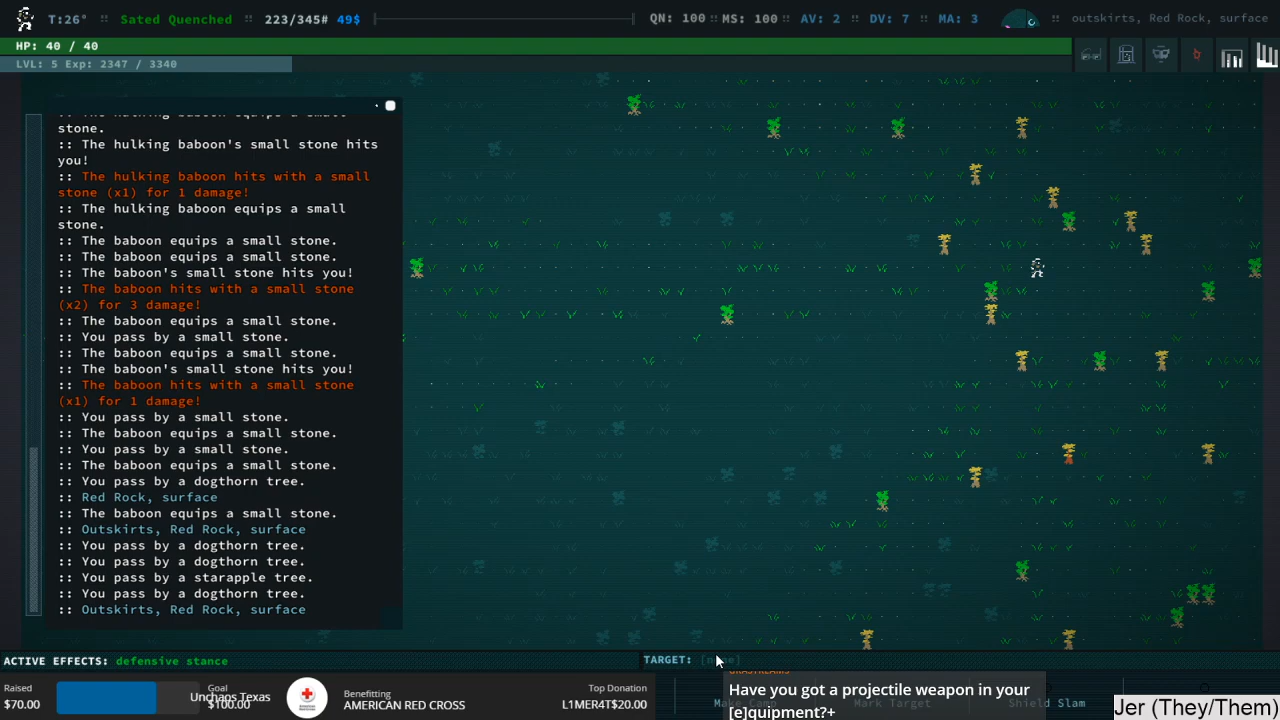 T:26° :: Sated Quenched :: 223/345# 49$
QN: 100 :: MS: 100 :: AV: 2 :: DV: 7 :: MA: 3 :: outskirts, Red Rock, surface
HP: 40 / 40
LVL: 5 Exp: 2347 / 3340
stone.
:: The hulking baboon's small stone hits
you!
:: The hulking baboon hits with a small
stone (x1) for 1 damage!
:: The hulking baboon equips a small
stone.
:: The baboon equips a small stone.
:: The baboon equips a small stone.
:: The baboon's small stone hits you!
:: The baboon hits with a small stone
(x2) for 3 damage!
:: The baboon equips a small stone.
:: You pass by a small stone.
:: The baboon equips a small stone.
:: The baboon's small stone hits you!
:: The baboon hits with a small stone
(x1) for 1 damage!
:: You pass by a small stone.
:: The baboon equips a small stone.
:: You pass by a small stone.
:: The baboon equips a small stone.
:: You pass by a dogthorn tree.
:: Red Rock, surface
:: The baboon equips a small stone.
:: Outskirts, Red Rock, surface
:: You pass by a dogthorn tree.
:: You pass by a dogthorn tree.
:: You pass by a starapple tree.
:: You pass by a dogthorn tree.
:: Outskirts, Red Rock, surface
ACTIVE EFFECTS: defensive stance
TARGET: [none]
Raised
$70.00
Goal
$100.00
Unchags Texas
Benefitting
AMERICAN RED CROSS
Top Donation
L1MER4T$20.00
Have you got a projectile weapon in your
[e]quipment?+
Make Camp
Mark Target
Shield Slam
Jer (They/Them)